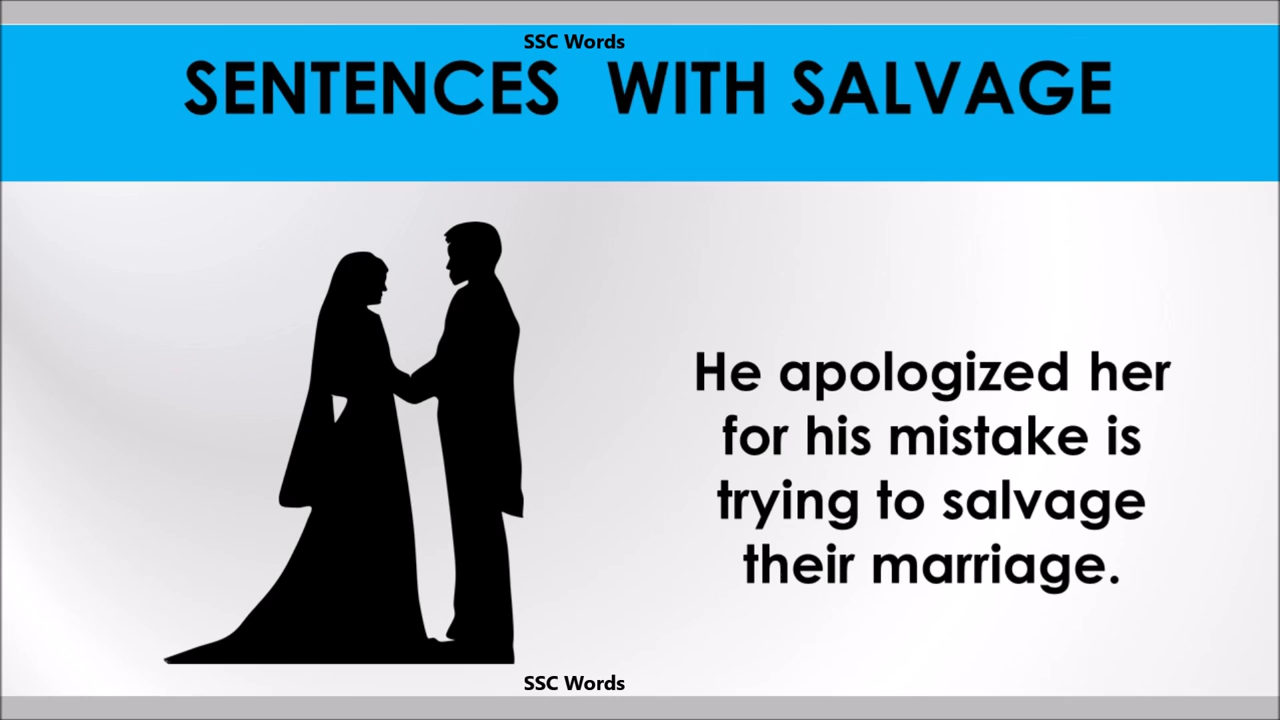 SSC Words
SENTENCES WITH SALVAGE
He apologized her
for his mistake is
trying to salvage
their marriage.
SSC Words